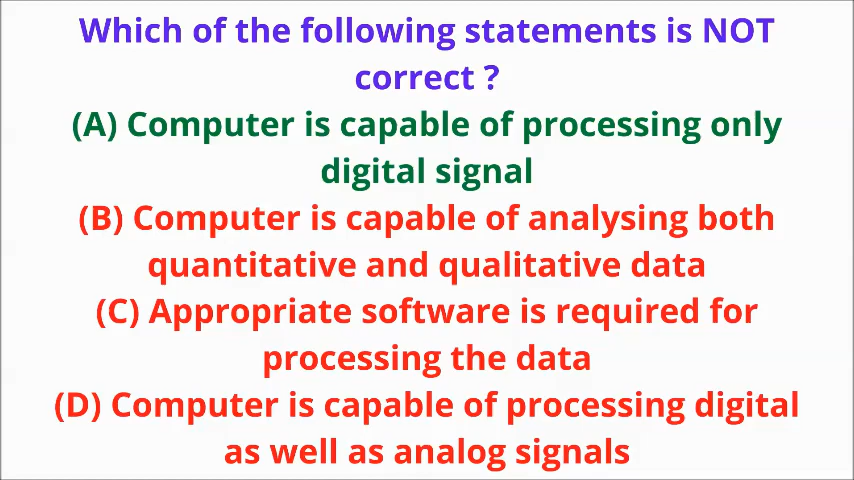 Which of the following statements is NOT
correct ?
(A) Computer is capable of processing only
digital signal
(B) Computer is capable of analysing both
quantitative and qualitative data
(C) Appropriate software is required for
processing the data
(D) Computer is capable of processing digital
as well as analog signals